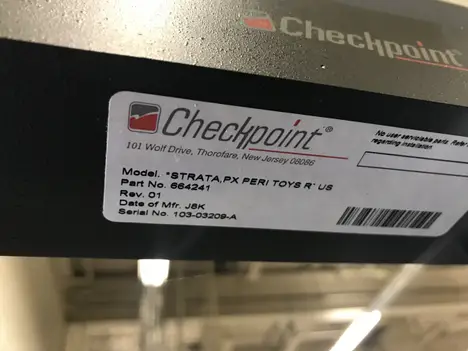 Checkpoint®
Checkpoint®
101 Wolf Drive, Thorofare, New Jersey 08086
No user serviceable parts. Refer
regarding installation
Model. *STRATA,PX PERI TOYS R* US
Part No. 664241
Rev. 01
Date of Mfr. J8K
Serial No. 103-03209-A